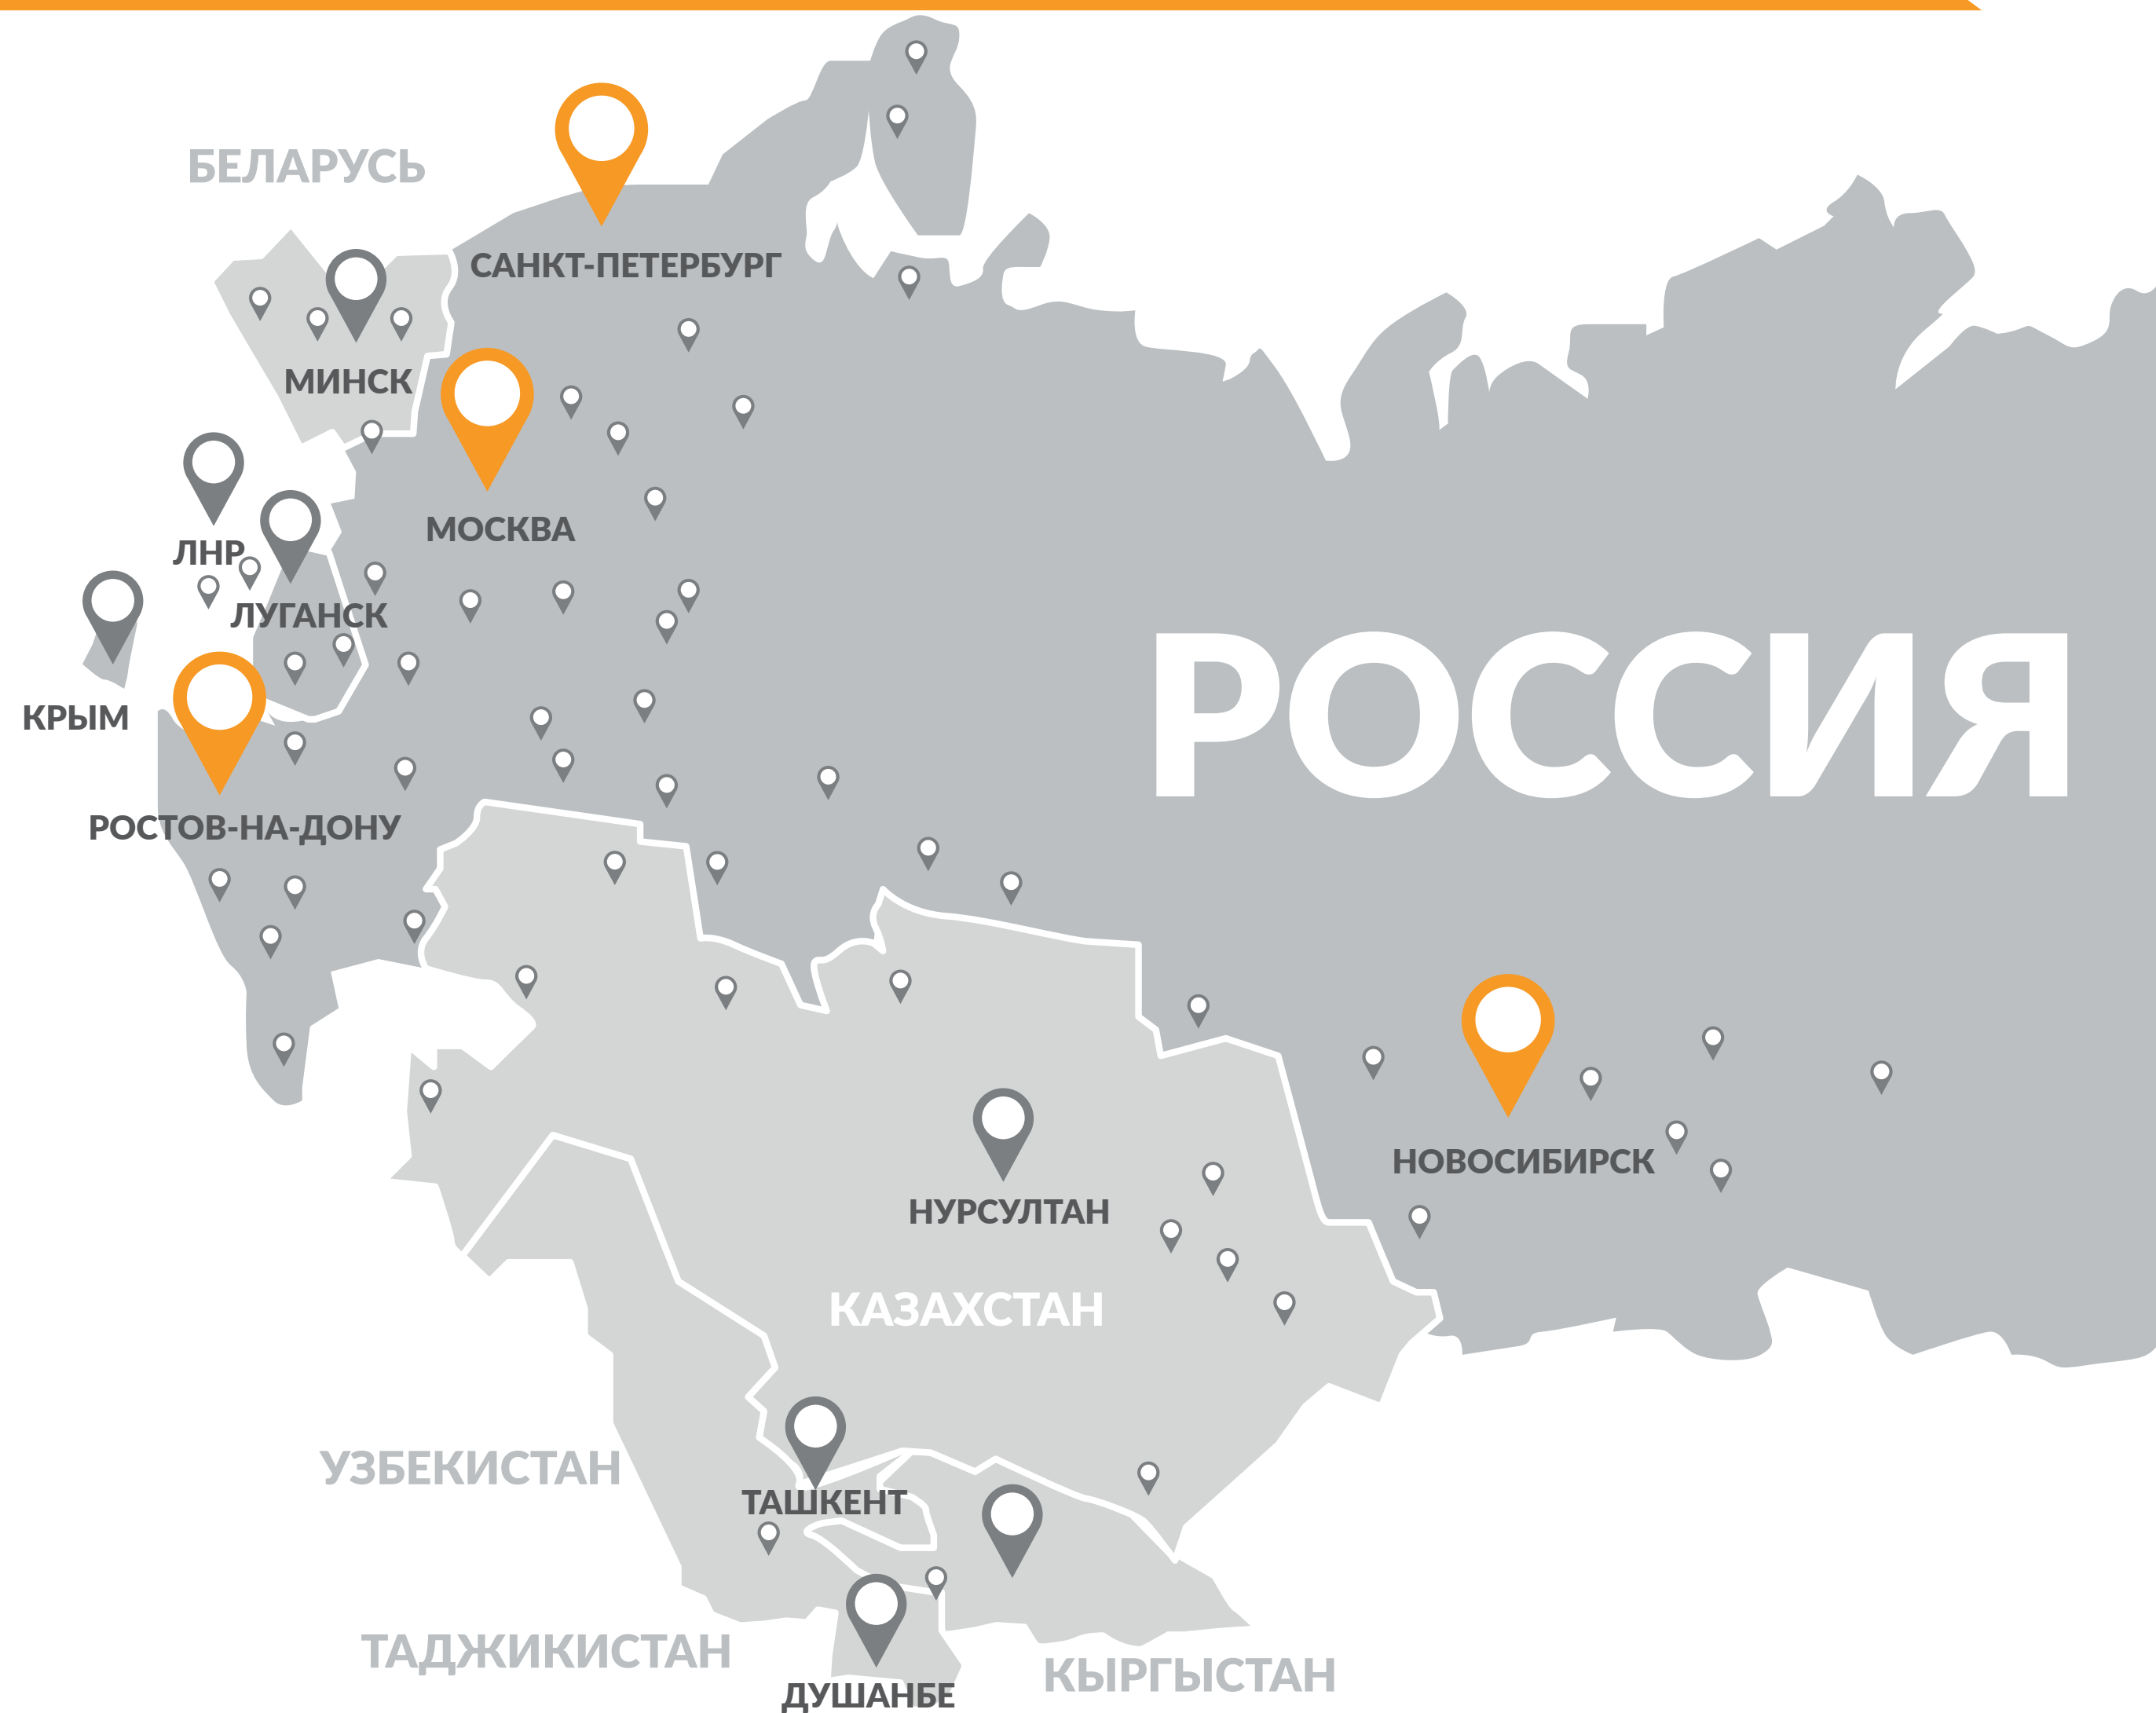 БЕЛАРУСЬ
САНКТ-ПЕТЕРБУРГ
МИНСК
МОСКВА
ЛНР
ЛУГАНСК
КРЫМ
РОССИЯ
РОСТОВ-НА-ДОНУ
НОВОСИБИРСК
НУРСУЛТАН
КАЗАХСТАН
УЗБЕКИСТАН
ТАШКЕНТ
ТАДЖИКИСТАН
КЫРГЫСТАН
ДУШАНБЕ